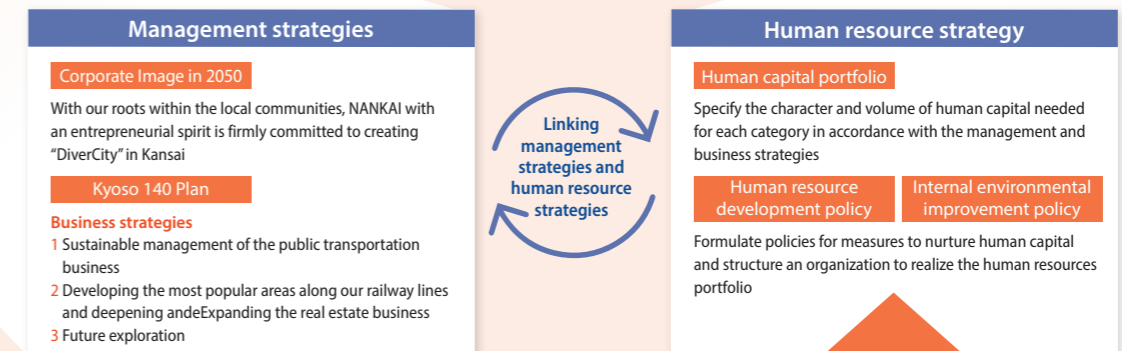 Management strategies
Corporate Image in 2050
With our roots within the local communities, NANKAI with
an entrepreneurial spirit is firmly committed to creating
“DiverCity” in Kansai
Kyoso 140 Plan
Business strategies
1 Sustainable management of the public transportation
business
2 Developing the most popular areas along our railway lines
and deepening andeExpanding the real estate business
3 Future exploration
Linking
management
strategies and
human resource
strategies
Human resource strategy
Human capital portfolio
Specify the character and volume of human capital needed
for each category in accordance with the management and
business strategies
Human resource
development policy
Internal environmental
improvement policy
Formulate policies for measures to nurture human capital
and structure an organization to realize the human resources
portfolio